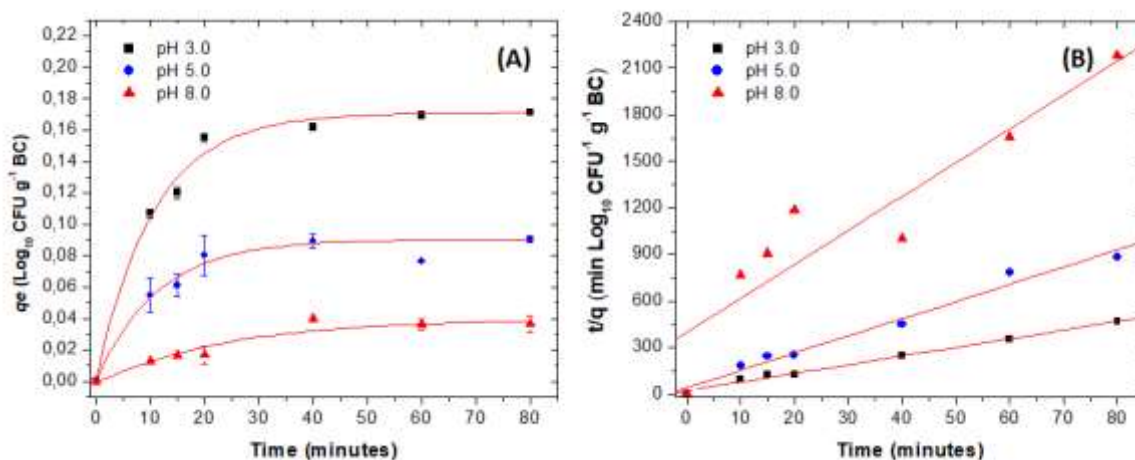 0,22
0,20
0,18
0,16
0,14
0,12
0,10
0,08
0,06
0,04
0,02
0,00
qe (Log₁₀ CFU g⁻¹ BC)
pH 3.0
pH 5.0
pH 8.0
(A)
0 10 20 30 40 50 60 70 80
Time (minutes)
2400
2100
1800
1500
1200
900
600
300
0
t/q (min Log₁₀ CFU⁻¹ g⁻¹ BC)
pH 3.0
pH 5.0
pH 8.0
(B)
0 10 20 30 40 50 60 70 80
Time (minutes)